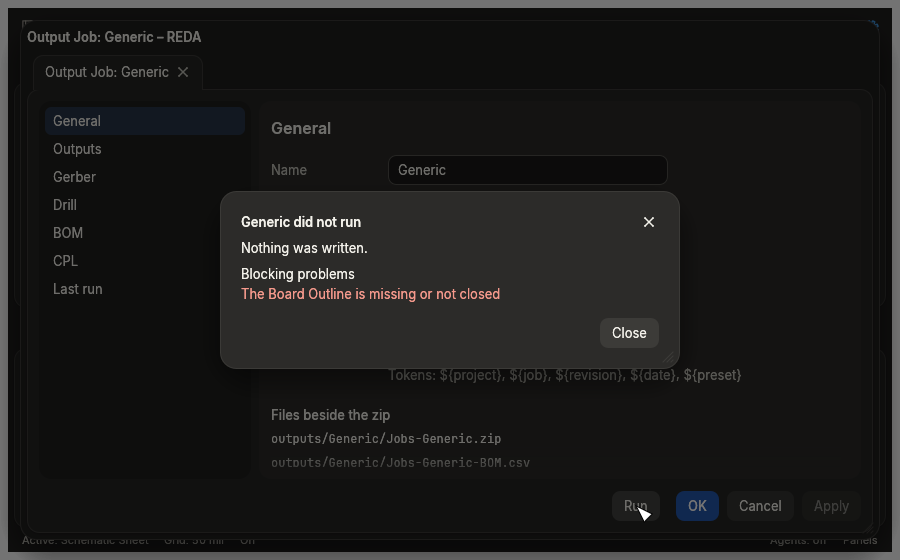 Output Job: Generic – REDA
Output Job: Generic
General
Outputs
Gerber
Drill
BOM
CPL
Last run
General
Name
Generic
Generic did not run
Nothing was written.
Blocking problems
The Board Outline is missing or not closed
Close
Tokens: ${project}, ${job}, ${revision}, ${date}, ${preset}
Files beside the zip
outputs/Generic/Jobs-Generic.zip
outputs/Generic/Jobs-Generic-BOM.csv
Run
OK
Cancel
Apply
Active: Schematic Sheet Grid: 50 mil On
Agents: off Panels